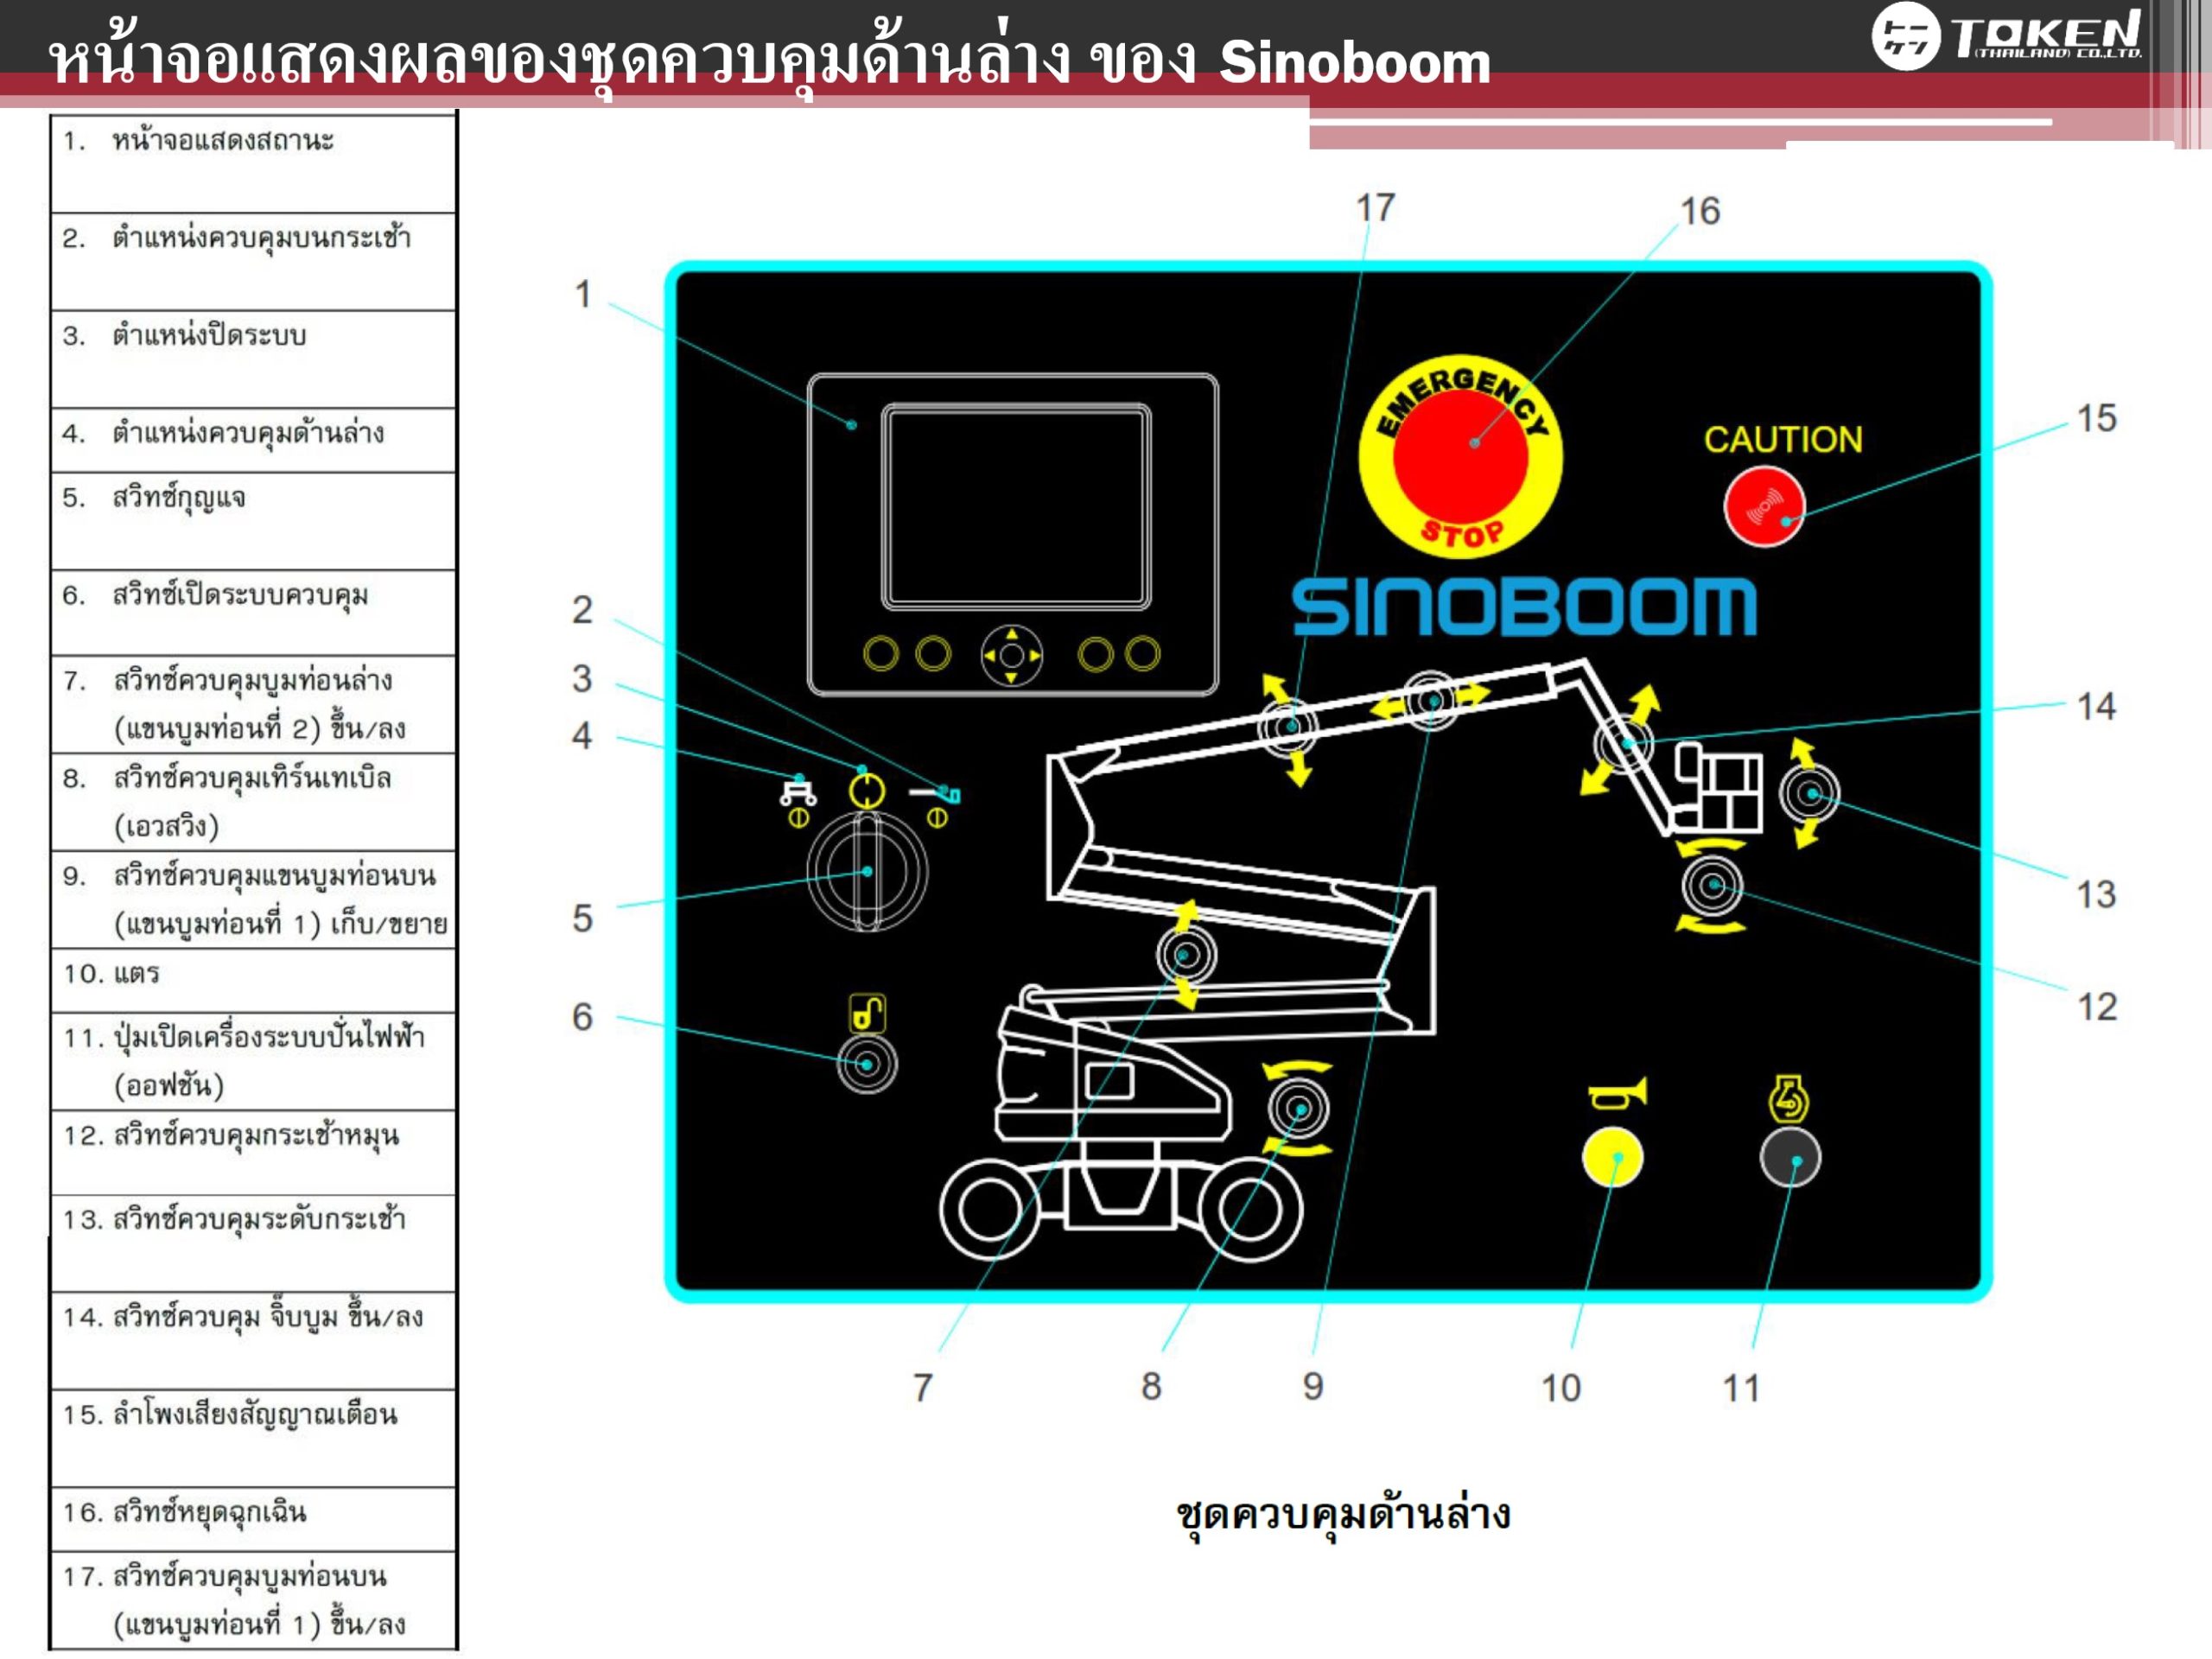 หน้าจอแสดงผลของชุดควบคุมด้านล่าง ของ Sinoboom
TOKEN
(THAILAND) CO.,LTD.
1. หน้าจอแสดงสถานะ
2. ตำแหน่งควบคุมบนกระเช้า
3. ตำแหน่งปิดระบบ
4. ตำแหน่งควบคุมด้านล่าง
5. สวิทช์กุญแจ
6. สวิทช์เปิดระบบควบคุม
7. สวิทช์ควบคุมบูมท่อนล่าง
(แขนบูมท่อนที่ 2) ขึ้น/ลง
8. สวิทช์ควบคุมเทิร์นเทเบิล
(เอวสวิง)
9. สวิทช์ควบคุมแขนบูมท่อนบน
(แขนบูมท่อนที่ 1) เก็บ/ขยาย
10. แตร
11. ปุ่มเปิดเครื่องระบบปั่นไฟฟ้า
(ออฟชัน)
12. สวิทช์ควบคุมกระเช้าหมุน
13. สวิทช์ควบคุมระดับกระเช้า
14. สวิทช์ควบคุม จิ๊บบูม ขึ้น/ลง
15. ลำโพงเสียงสัญญาณเตือน
16. สวิทช์หยุดฉุกเฉิน
17. สวิทช์ควบคุมบูมท่อนบน
(แขนบูมท่อนที่ 1) ขึ้น/ลง
17
16
1
EMERGENCY
STOP
CAUTION
15
SINOBOOM
2
3
4
14
13
5
6
12
7
8
9
10
11
ชุดควบคุมด้านล่าง